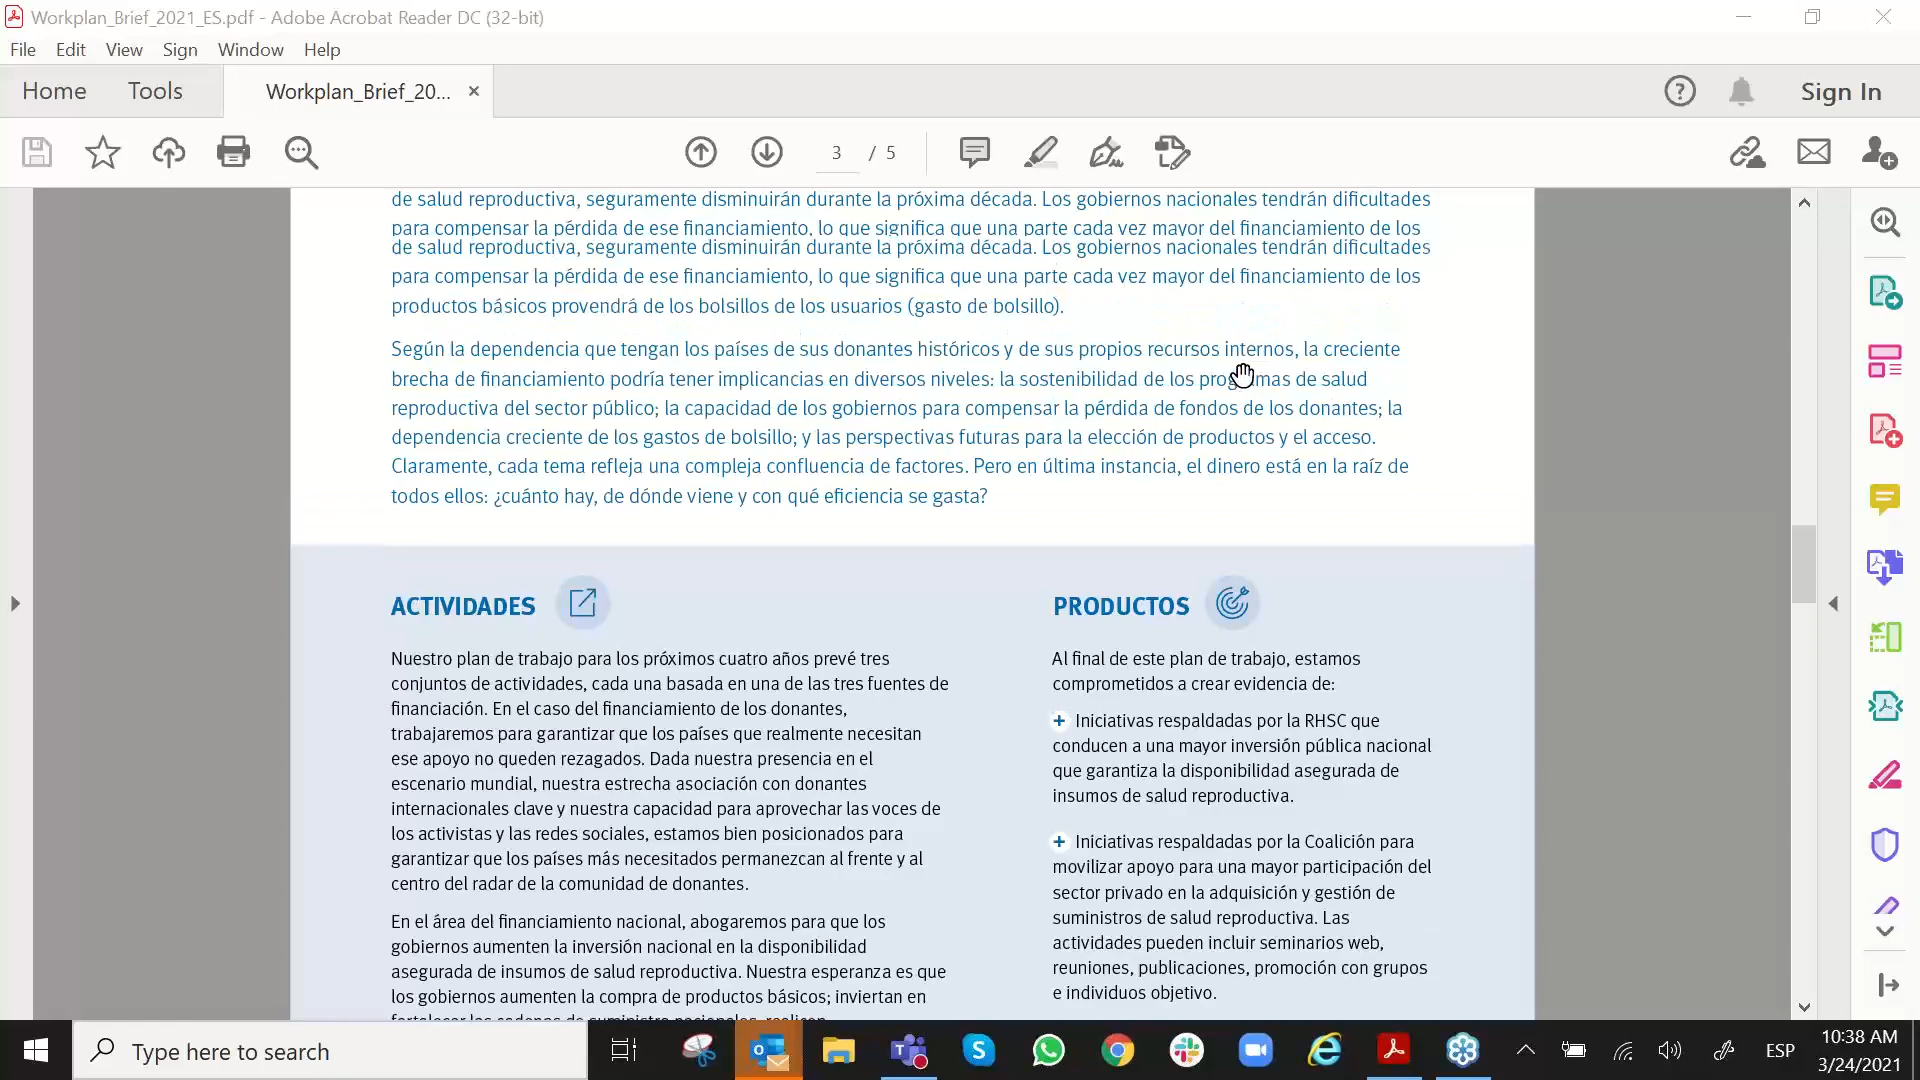 Workplan_Brief_2021_ES.pdf - Adobe Acrobat Reader DC (32-bit)
File Edit View Sign Window Help
Home Tools Workplan_Brief_20... × Sign In
3 / 5
de salud reproductiva, seguramente disminuirán durante la próxima década. Los gobiernos nacionales tendrán dificultades
para compensar la pérdida de ese financiamiento, lo que significa que una parte cada vez mayor del financiamiento de los
de salud reproductiva, seguramente disminuirán durante la próxima década. Los gobiernos nacionales tendrán dificultades
para compensar la pérdida de ese financiamiento, lo que significa que una parte cada vez mayor del financiamiento de los
productos básicos provendrá de los bolsillos de los usuarios (gasto de bolsillo).
Según la dependencia que tengan los países de sus donantes históricos y de sus propios recursos internos, la creciente
brecha de financiamiento podría tener implicancias en diversos niveles: la sostenibilidad de los programas de salud
reproductiva del sector público; la capacidad de los gobiernos para compensar la pérdida de fondos de los donantes; la
dependencia creciente de los gastos de bolsillo; y las perspectivas futuras para la elección de productos y el acceso.
Claramente, cada tema refleja una compleja confluencia de factores. Pero en última instancia, el dinero está en la raíz de
todos ellos: ¿cuánto hay, de dónde viene y con qué eficiencia se gasta?
ACTIVIDADES
Nuestro plan de trabajo para los próximos cuatro años prevé tres
conjuntos de actividades, cada una basada en una de las tres fuentes de
financiación. En el caso del financiamiento de los donantes,
trabajaremos para garantizar que los países que realmente necesitan
ese apoyo no queden rezagados. Dada nuestra presencia en el
escenario mundial, nuestra estrecha asociación con donantes
internacionales clave y nuestra capacidad para aprovechar las voces de
los activistas y las redes sociales, estamos bien posicionados para
garantizar que los países más necesitados permanezcan al frente y al
centro del radar de la comunidad de donantes.
En el área del financiamiento nacional, abogaremos para que los
gobiernos aumenten la inversión nacional en la disponibilidad
asegurada de insumos de salud reproductiva. Nuestra esperanza es que
los gobiernos aumenten la compra de productos básicos; inviertan en
fortalecer las cadenas de suministro nacionales, realicen
PRODUCTOS
Al final de este plan de trabajo, estamos
comprometidos a crear evidencia de:
+ Iniciativas respaldadas por la RHSC que
conducen a una mayor inversión pública nacional
que garantiza la disponibilidad asegurada de
insumos de salud reproductiva.
+ Iniciativas respaldadas por la Coalición para
movilizar apoyo para una mayor participación del
sector privado en la adquisición y gestión de
suministros de salud reproductiva. Las
actividades pueden incluir seminarios web,
reuniones, publicaciones, promoción con grupos
e individuos objetivo.
Type here to search
ESP
10:38 AM
3/24/2021